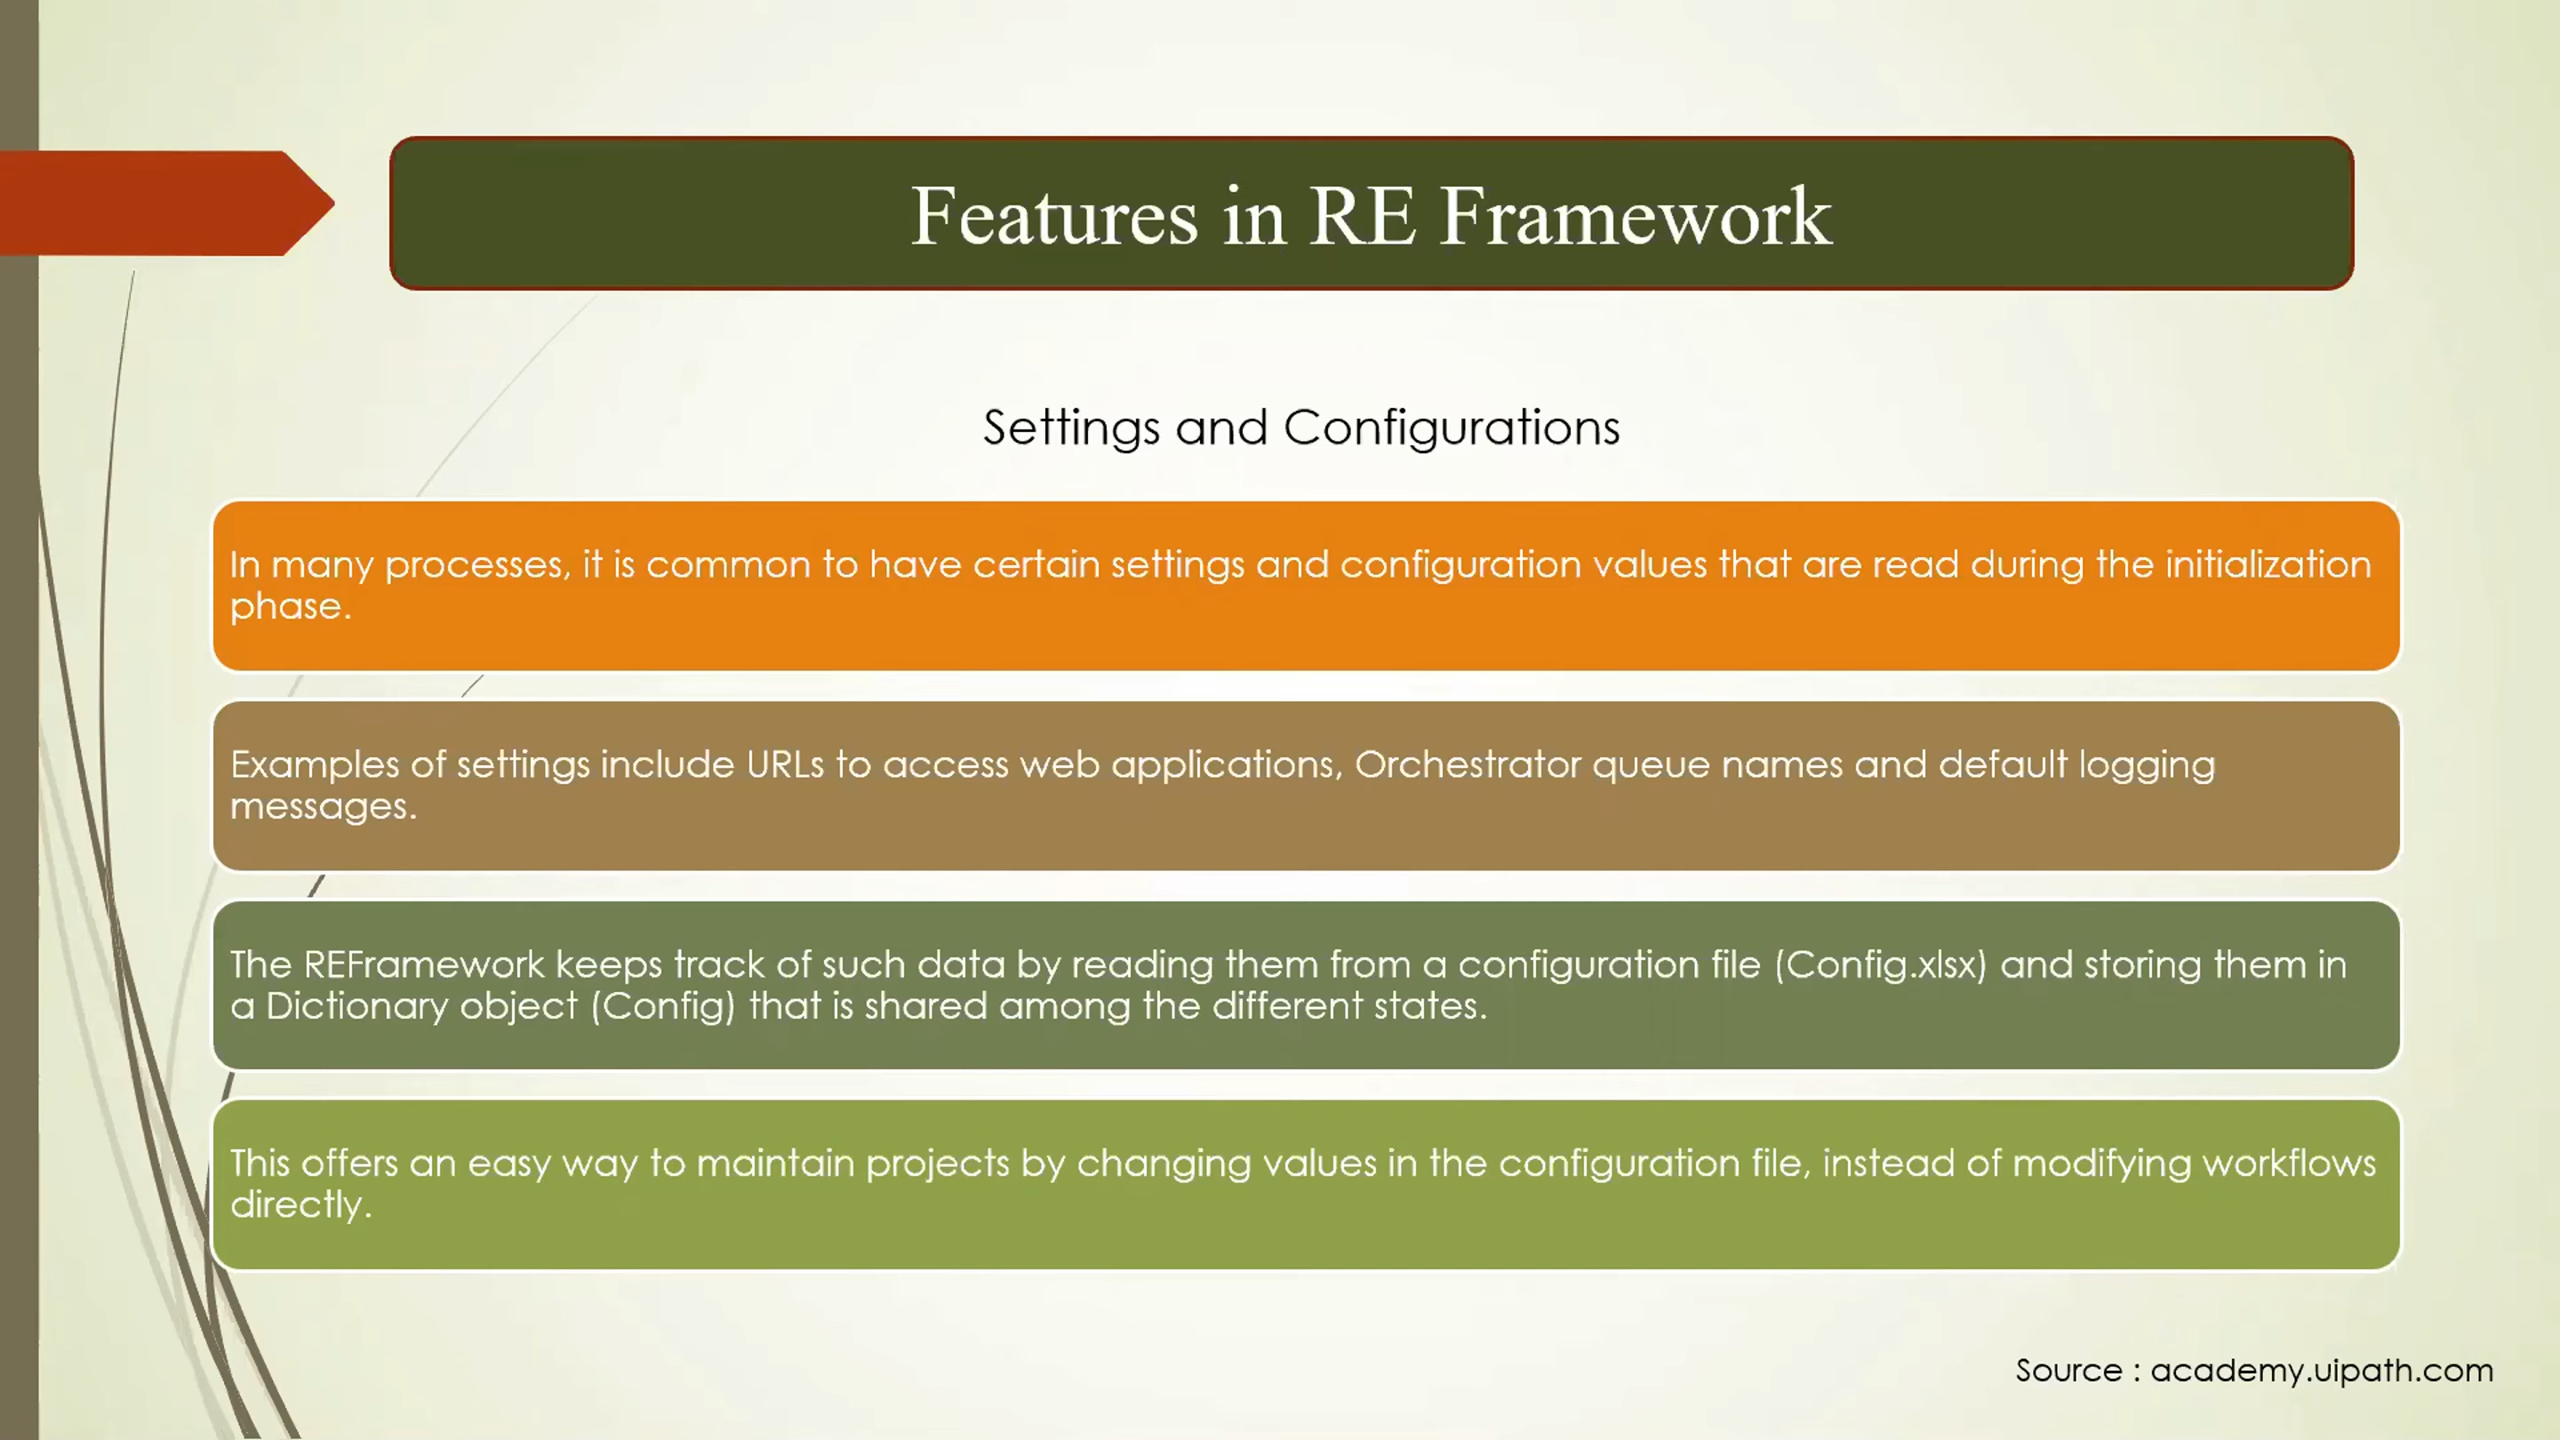 Features in RE Framework
Settings and Configurations
In many processes, it is common to have certain settings and configuration values that are read during the initialization
phase.
Examples of settings include URLs to access web applications, Orchestrator queue names and default logging
messages.
The REFramework keeps track of such data by reading them from a configuration file (Config.xlsx) and storing them in
a Dictionary object (Config) that is shared among the different states.
This offers an easy way to maintain projects by changing values in the configuration file, instead of modifying workflows
directly.
Source : academy.uipath.com